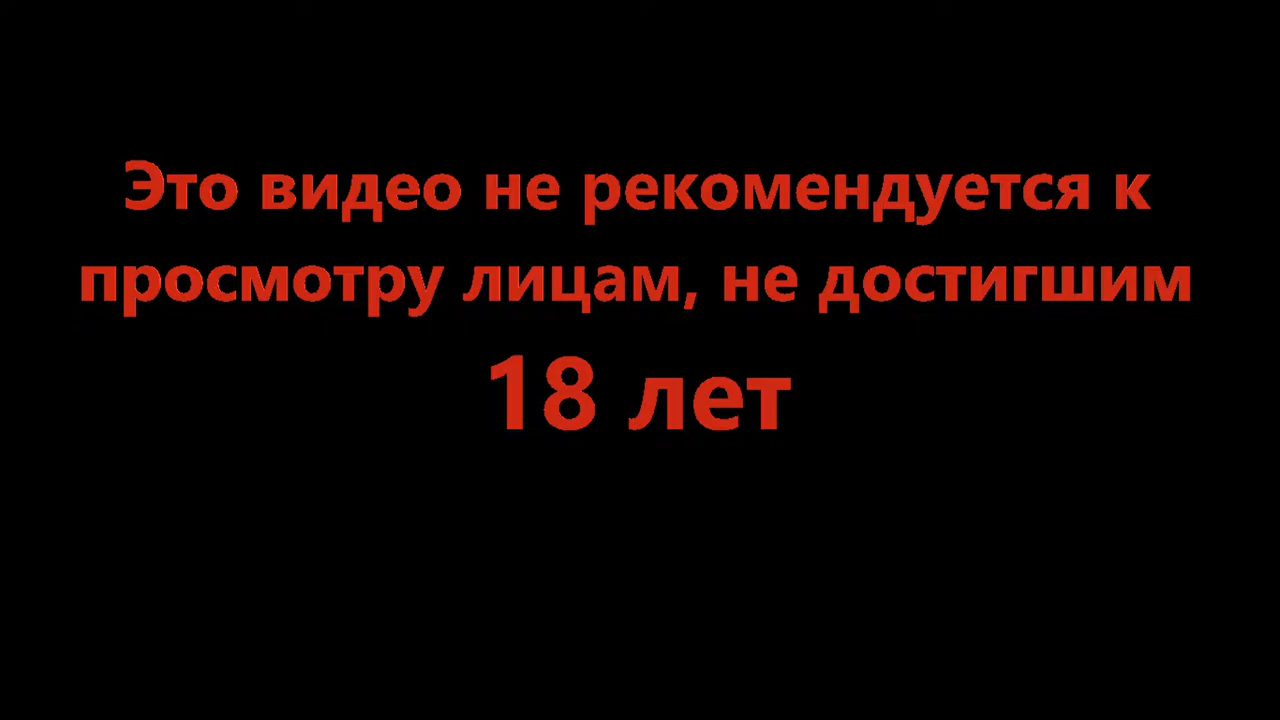 Это видео не рекомендуется к
просмотру лицам, не достигшим
18 лет